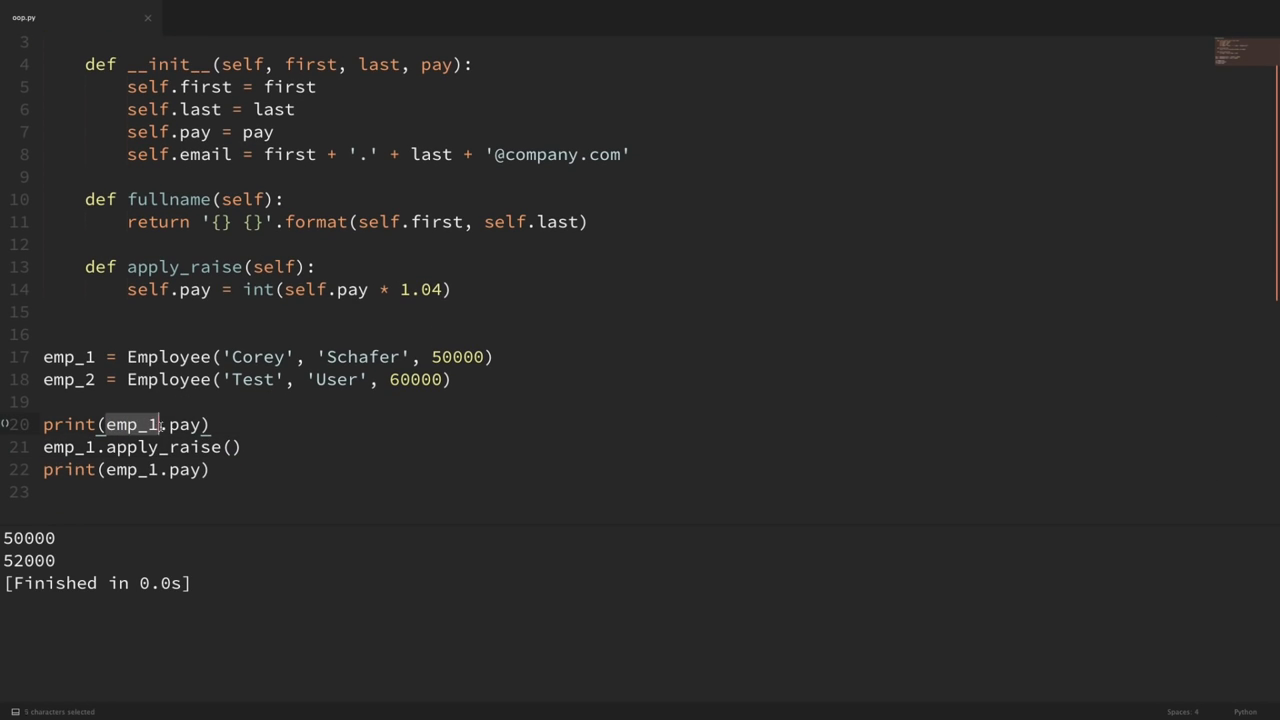 oop.py ×
3
4 def __init__(self, first, last, pay):
5 self.first = first
6 self.last = last
7 self.pay = pay
8 self.email = first + '.' + last + '@company.com'
9
10 def fullname(self):
11 return '{} {}'.format(self.first, self.last)
12
13 def apply_raise(self):
14 self.pay = int(self.pay * 1.04)
15
16
17 emp_1 = Employee('Corey', 'Schafer', 50000)
18 emp_2 = Employee('Test', 'User', 60000)
19
() 20 print(emp_1.pay)
21 emp_1.apply_raise()
22 print(emp_1.pay)
23
50000
52000
[Finished in 0.0s]
5 characters selected Spaces: 4 Python